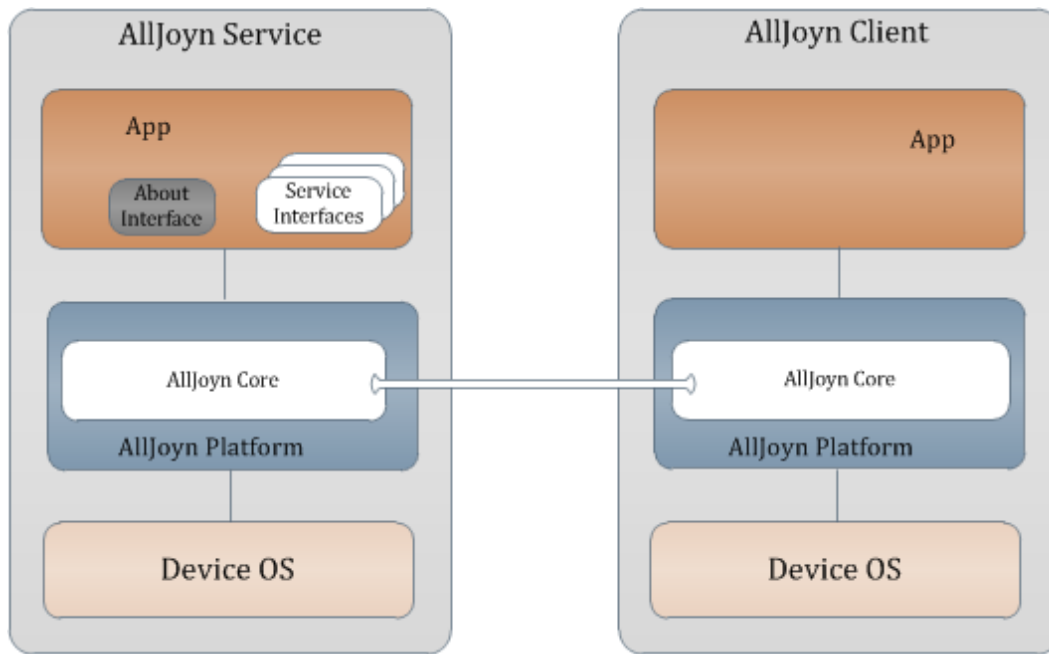 AllJoyn Service
App
About
Interface
Service
Interfaces
AllJoyn Core
AllJoyn Platform
Device OS
AllJoyn Client
App
AllJoyn Core
AllJoyn Platform
Device OS